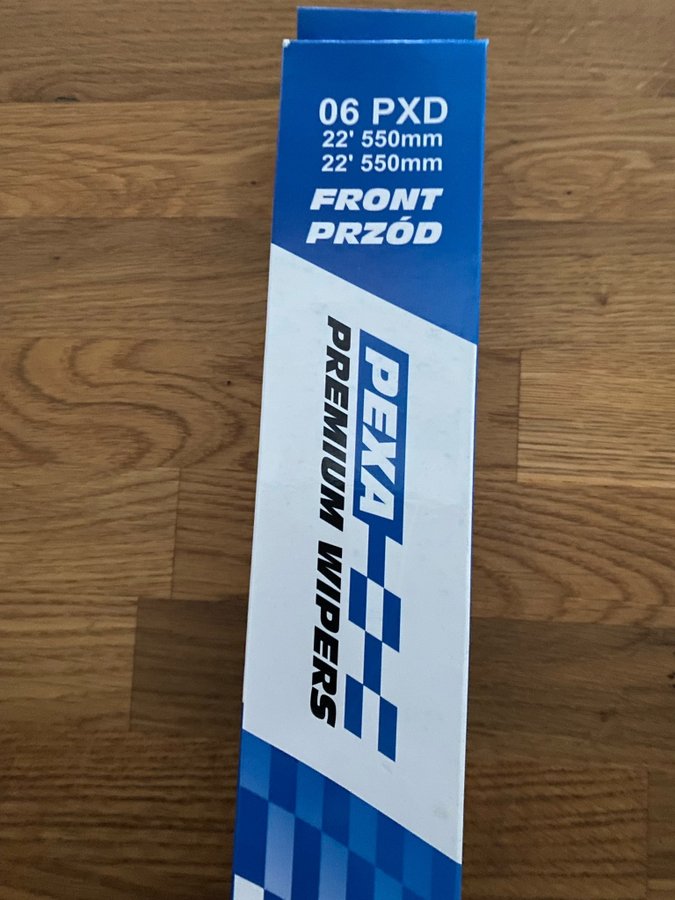 06 PXD
22' 550mm
22' 550mm
FRONT
PRZÓD
PEXA
PREMIUM WIPERS